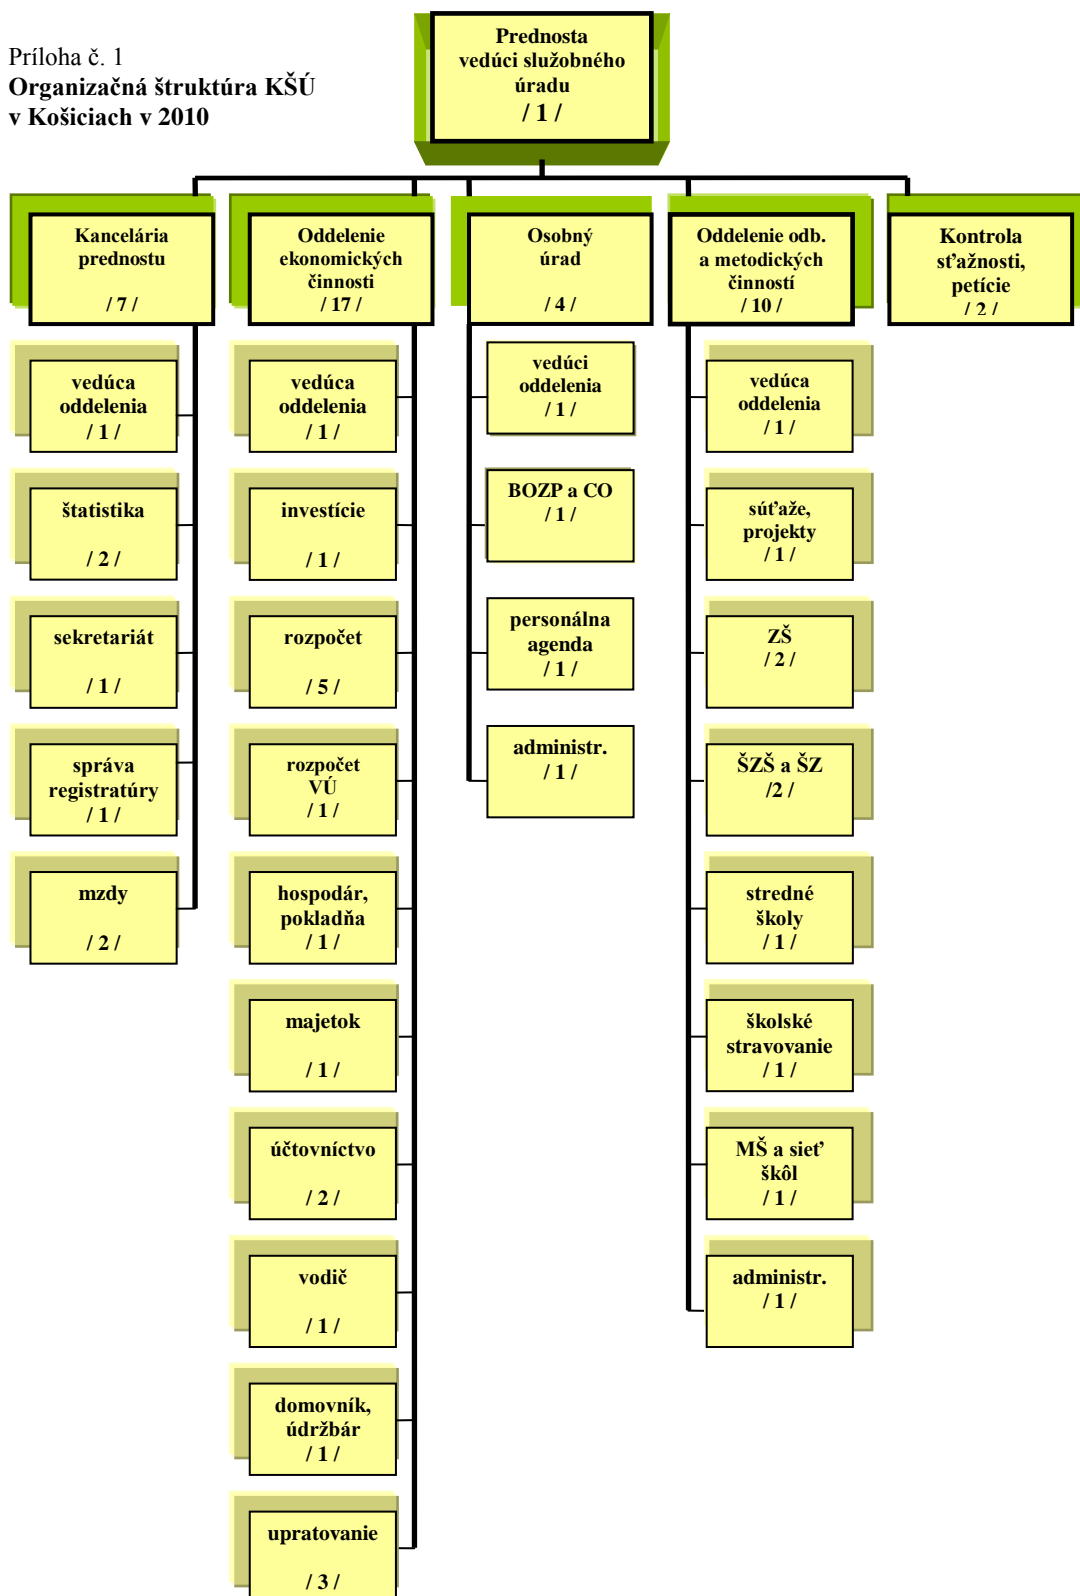 Príloha č. 1
Organizačná štruktúra KŠÚ
v Košiciach v 2010
Prednosta
vedúci služobného
úradu
/ 1 /
Kancelária
prednostu
/ 7 /
vedúca
oddelenia
/ 1 /
štatistika
/ 2 /
sekretariát
/ 1 /
správa
registratúry
/ 1 /
mzdy
/ 2 /
Oddelenie
ekonomických
činnosti
/ 17 /
vedúca
oddelenia
/ 1 /
investície
/ 1 /
rozpočet
/ 5 /
rozpočet
VÚ
/ 1 /
hospodár,
pokladňa
/ 1 /
majetok
/ 1 /
účtovníctvo
/ 2 /
vodič
/ 1 /
domovník,
údržbár
/ 1 /
upratovanie
/ 3 /
Osobný
úrad
/ 4 /
vedúci
oddelenia
/ 1 /
BOZP a CO
/ 1 /
personálna
agenda
/ 1 /
administr.
/ 1 /
Oddelenie odb.
a metodických
činností
/ 10 /
vedúca
oddelenia
/ 1 /
súťaže,
projekty
/ 1 /
ZŠ
/ 2 /
ŠZŠ a ŠZ
/2 /
stredné
školy
/ 1 /
školské
stravovanie
/ 1 /
MŠ a sieť
škôl
/ 1 /
administr.
/ 1 /
Kontrola
sťažnosti,
petície
/ 2 /